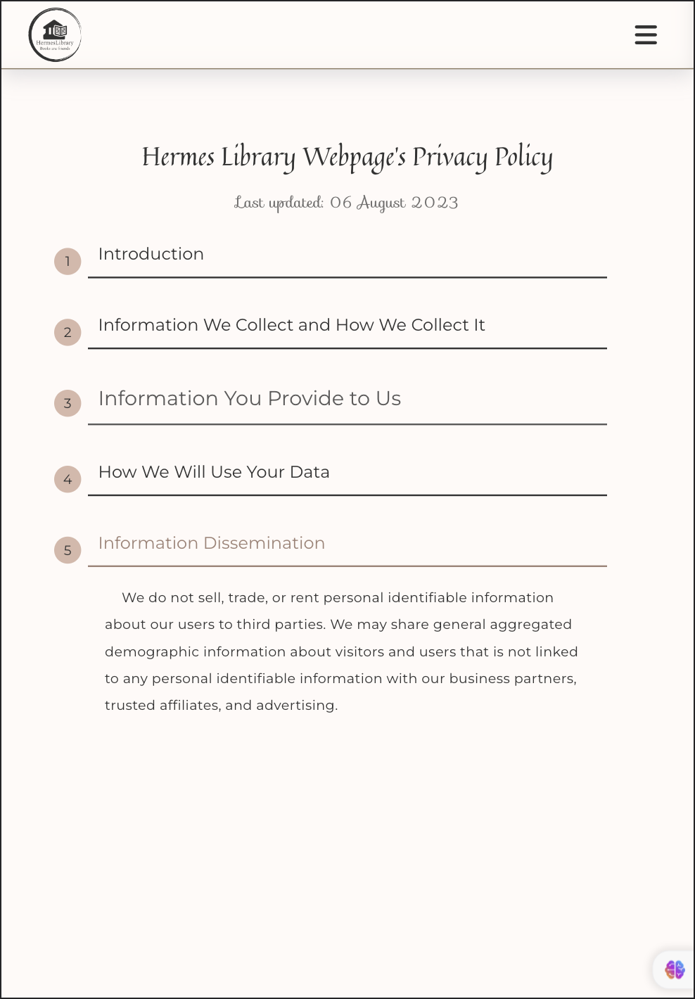 HermesLibrary
Books are friends
Hermes Library Webpage's Privacy Policy
Last updated: 06 August 2023
1 Introduction
2 Information We Collect and How We Collect It
3 Information You Provide to Us
4 How We Will Use Your Data
5 Information Dissemination
We do not sell, trade, or rent personal identifiable information
about our users to third parties. We may share general aggregated
demographic information about visitors and users that is not linked
to any personal identifiable information with our business partners,
trusted affiliates, and advertising.